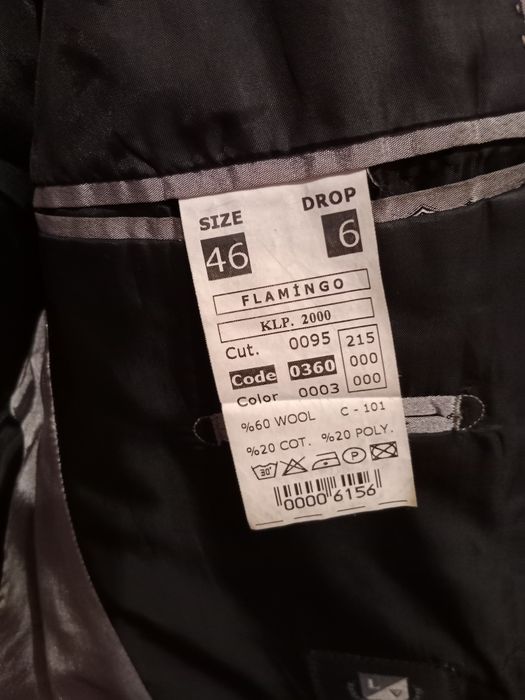 SIZE DROP
46 6
FLAMİNGO
KLP. 2000
Cut. 0095 215
Code 0360 000
Color 0003 000
%60 WOOL C - 101
%20 COT. %20 POLY.
30° P
0000 6156
L